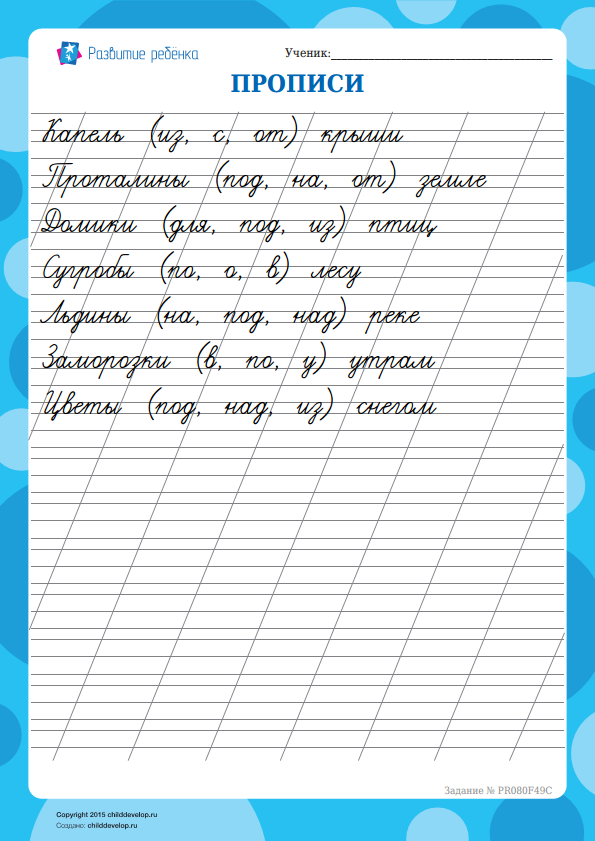 Развитие ребёнка
Ученик:
ПРОПИСИ
Капель (из, с, от) крыши
Проталины (под, на, от) земле
Домики (для, под, из) птиц
Сугробы (по, о, в) лесу
Льдины (на, под, над) реке
Заморозки (в, по, у) утрам
Цветы (под, над, из) снегом
Задание № PR080F49C
Copyright 2015 childdevelop.ru
Создано: childdevelop.ru